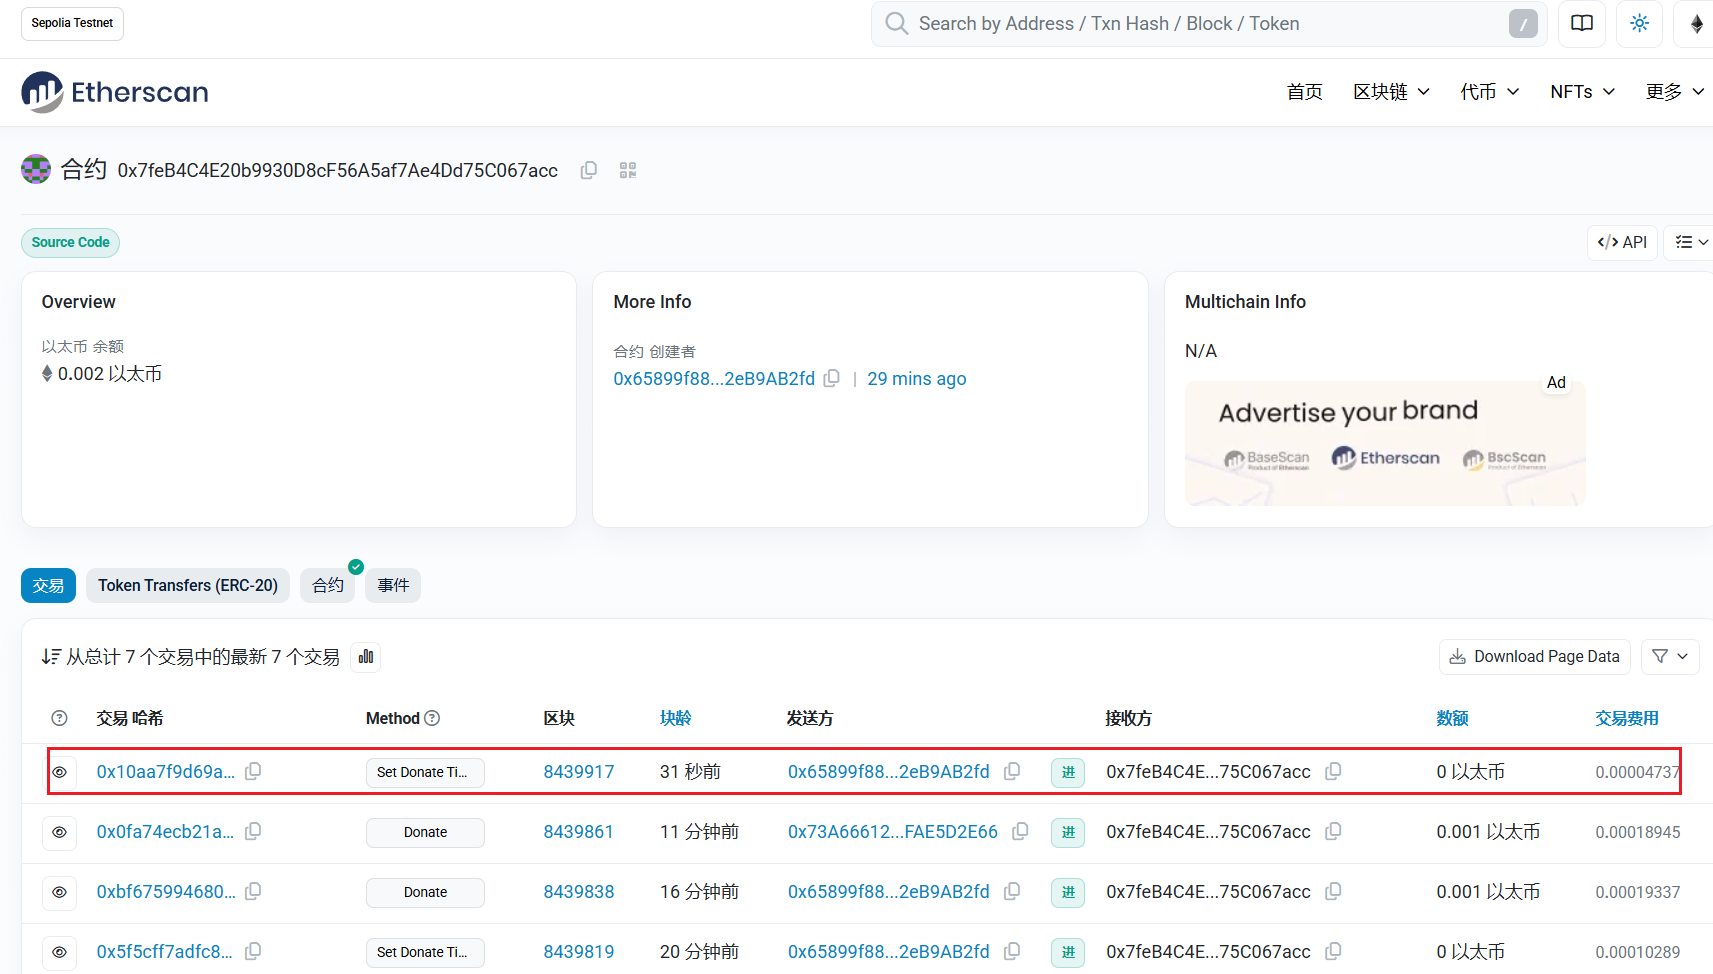 Sepolia Testnet
Search by Address / Txn Hash / Block / Token
/
Etherscan
首页 区块链 代币 NFTs 更多
合约 0x7feB4C4E20b9930D8cF56A5af7Ae4Dd75C067acc
Source Code
</> API
Overview
以太币 余额
0.002 以太币
More Info
合约 创建者
0x65899f88...2eB9AB2fd | 29 mins ago
Multichain Info
N/A
Ad
Advertise your brand
BaseScan Etherscan BscScan
Product of Etherscan Product of Etherscan
交易 Token Transfers (ERC-20) 合约 事件
从总计 7 个交易中的最新 7 个交易
Download Page Data
交易 哈希 Method 区块 块龄 发送方 接收方 数额 交易费用
0x10aa7f9d69a... Set Donate Ti... 8439917 31 秒前 0x65899f88...2eB9AB2fd 进 0x7feB4C4E...75C067acc 0 以太币 0.00004737
0x0fa74ecb21a... Donate 8439861 11 分钟前 0x73A66612...FAE5D2E66 进 0x7feB4C4E...75C067acc 0.001 以太币 0.00018945
0xbf675994680... Donate 8439838 16 分钟前 0x65899f88...2eB9AB2fd 进 0x7feB4C4E...75C067acc 0.001 以太币 0.00019337
0x5f5cff7adfc8... Set Donate Ti... 8439819 20 分钟前 0x65899f88...2eB9AB2fd 进 0x7feB4C4E...75C067acc 0 以太币 0.00010289